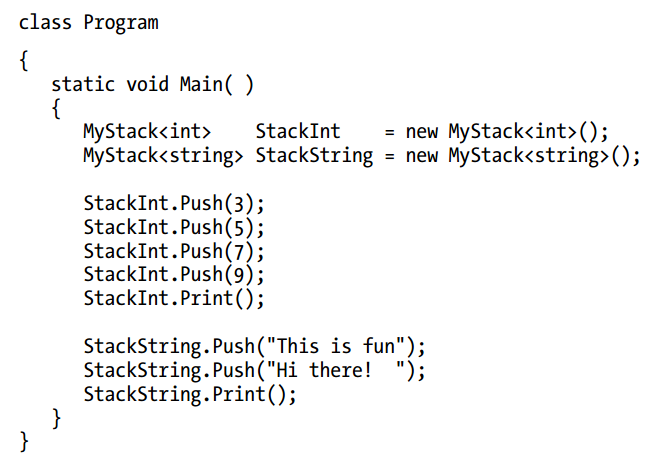 class Program
{
   static void Main( )
   {
      MyStack<int>    StackInt    = new MyStack<int>();
      MyStack<string> StackString = new MyStack<string>();

      StackInt.Push(3);
      StackInt.Push(5);
      StackInt.Push(7);
      StackInt.Push(9);
      StackInt.Print();

      StackString.Push("This is fun");
      StackString.Push("Hi there!  ");
      StackString.Print();
   }
}